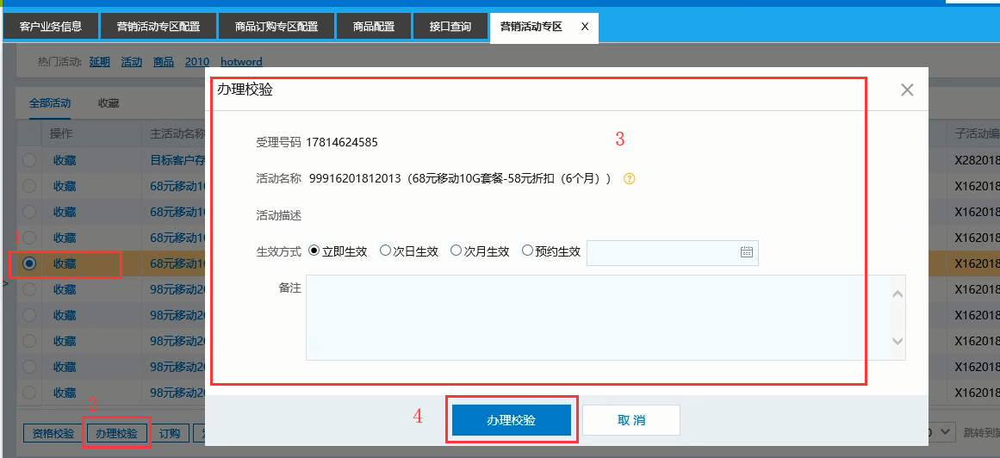 客户业务信息 营销活动专区配置 商品订购专区配置 商品配置 接口查询 营销活动专区 X
热门活动: 延期 活动 商品 2010 hotword
全部活动 收藏
操作 主活动名称 子活动编
收藏 目标客户存 X282018
收藏 68元移动10 X162018
收藏 68元移动10 X162018
1 收藏 68元移动10 X162018
收藏 68元移动10 X162018
收藏 98元移动20 X162018
收藏 98元移动20 X162018
收藏 98元移动20 X162018
收藏 98元移动20 X162018
收藏 98元移动20 X162018
2
资格校验 办理校验 订购
跳转到第
办理校验
3
受理号码 17814624585
活动名称 99916201812013（68元移动10G套餐-58元折扣（6个月））
活动描述
生效方式 立即生效 次日生效 次月生效 预约生效
备注
4 办理校验 取 消